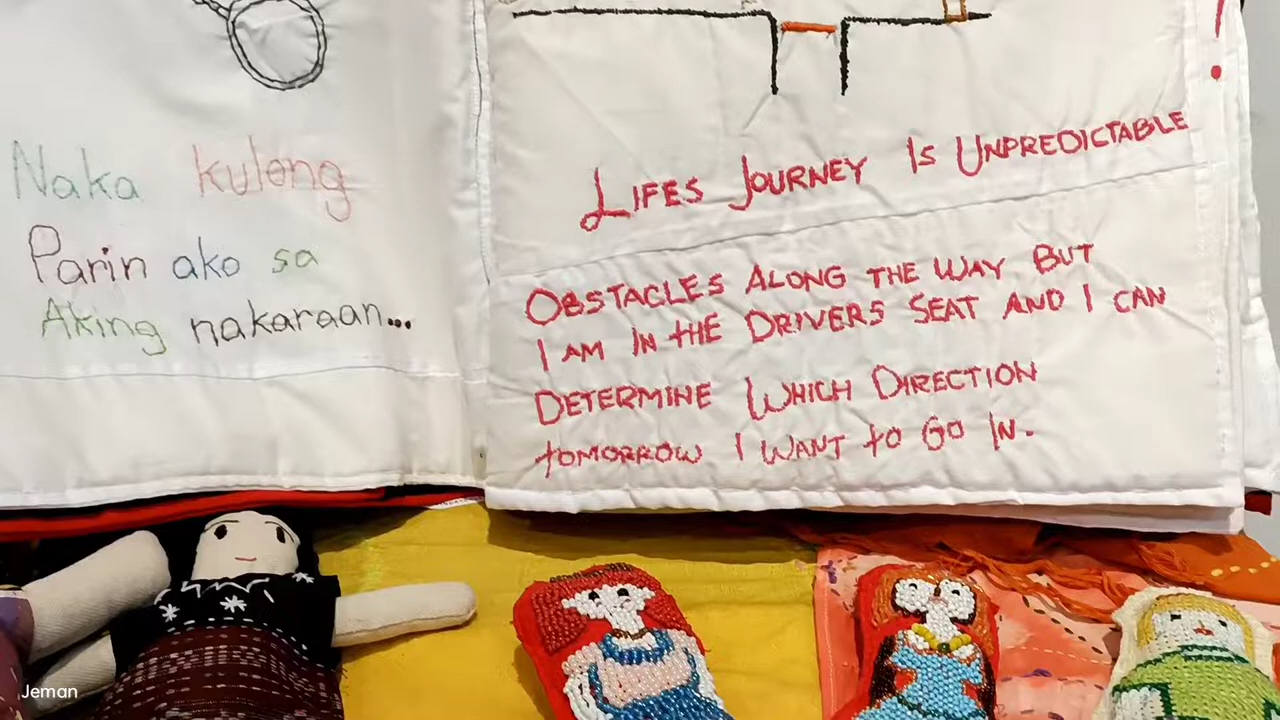 Naka kulong
Parin ako sa
Aking nakaraan...
!
LIFES JOURNEY IS UNPREDICTABLE
OBSTACLES ALONG THE WAY BUT
I AM IN tHE DRIVERS SEAT AND I CAN
DETERMINE WHICH DIRECTION
tOMORROW I WANT tO GO IN.
Jeman